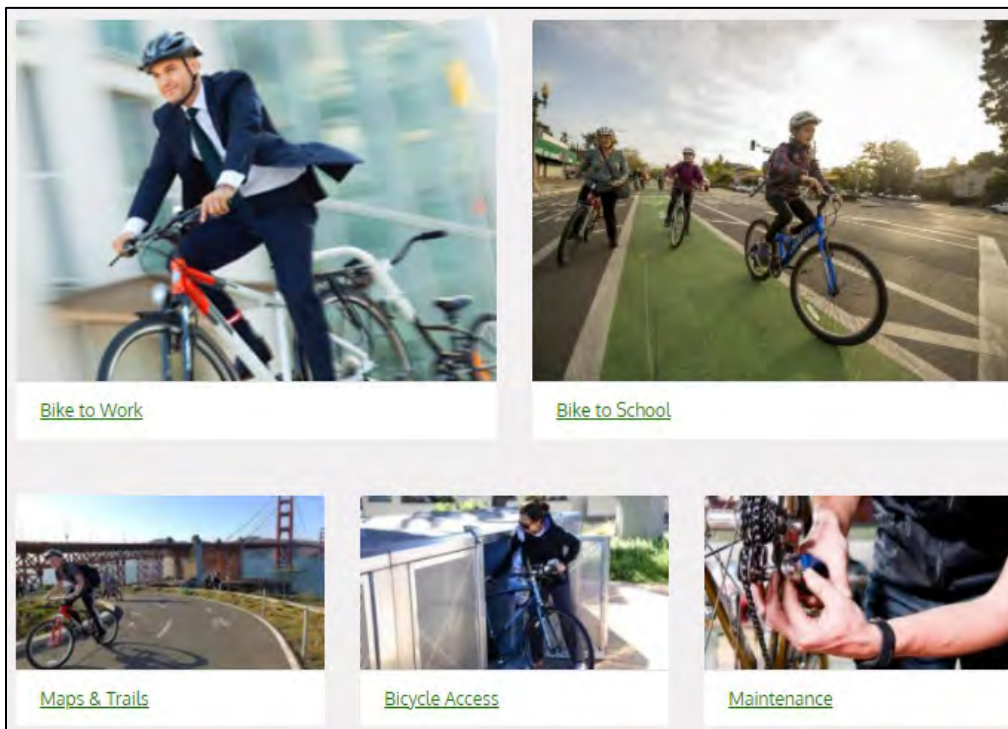 Bike to Work
Bike to School
Maps & Trails
Bicycle Access
Maintenance